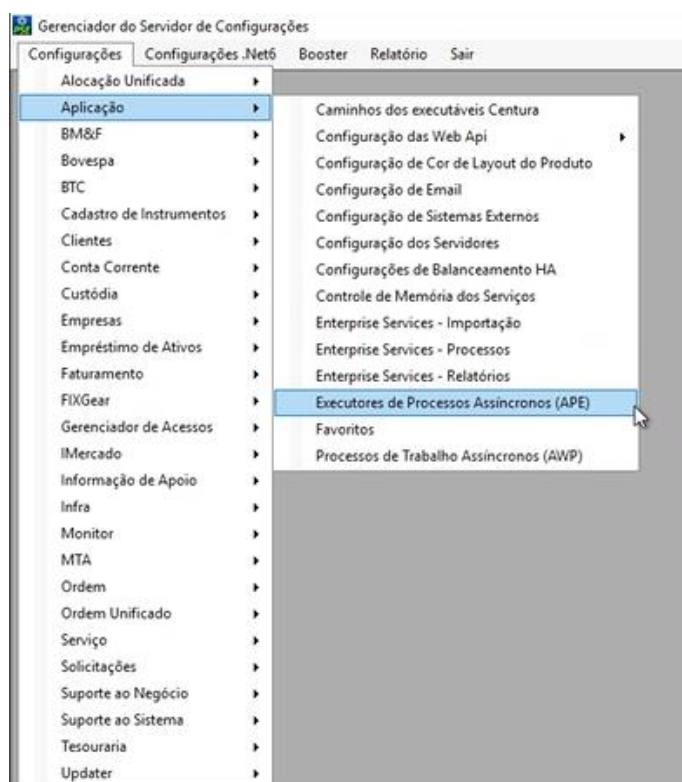 Gerenciador do Servidor de Configurações
Configurações Configurações .Net6 Booster Relatório Sair
Alocação Unificada
Aplicação
BM&F
Bovespa
BTC
Cadastro de Instrumentos
Clientes
Conta Corrente
Custódia
Empresas
Empréstimo de Ativos
Faturamento
FIXGear
Gerenciador de Acessos
IMercado
Informação de Apoio
Infra
Monitor
MTA
Ordem
Ordem Unificado
Serviço
Solicitações
Suporte ao Negócio
Suporte ao Sistema
Tesouraria
Updater
Caminhos dos executáveis Centura
Configuração das Web Api
Configuração de Cor de Layout do Produto
Configuração de Email
Configuração de Sistemas Externos
Configuração dos Servidores
Configurações de Balanceamento HA
Controle de Memória dos Serviços
Enterprise Services - Importação
Enterprise Services - Processos
Enterprise Services - Relatórios
Executores de Processos Assíncronos (APE)
Favoritos
Processos de Trabalho Assíncronos (AWP)